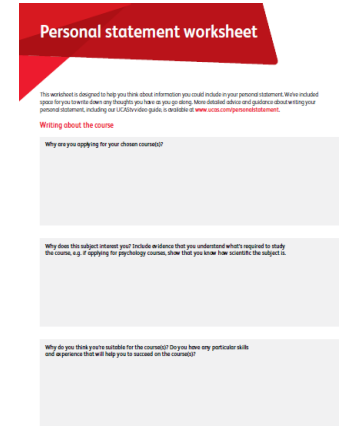 Personal statement worksheet
This worksheet is designed to help you think about information you could include in your personal statement. We've included
space for you to write down any thoughts you have as you go along. More detailed advice and guidance about writing your
personal statement, including our UCAStv video guide, is available at www.ucas.com/personalstatement.
Writing about the course
Why are you applying for your chosen course(s)?
Why does this subject interest you? Include evidence that you understand what's required to study
the course, e.g. if applying for psychology courses, show that you know how scientific the subject is.
Why do you think you're suitable for the course(s)? Do you have any particular skills
and experience that will help you to succeed on the course(s)?